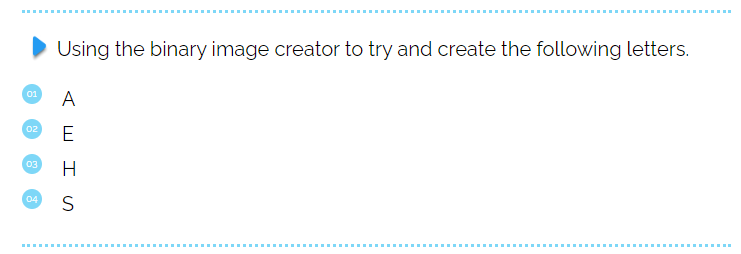 Using the binary image creator to try and create the following letters.
01 A
02 E
03 H
04 S